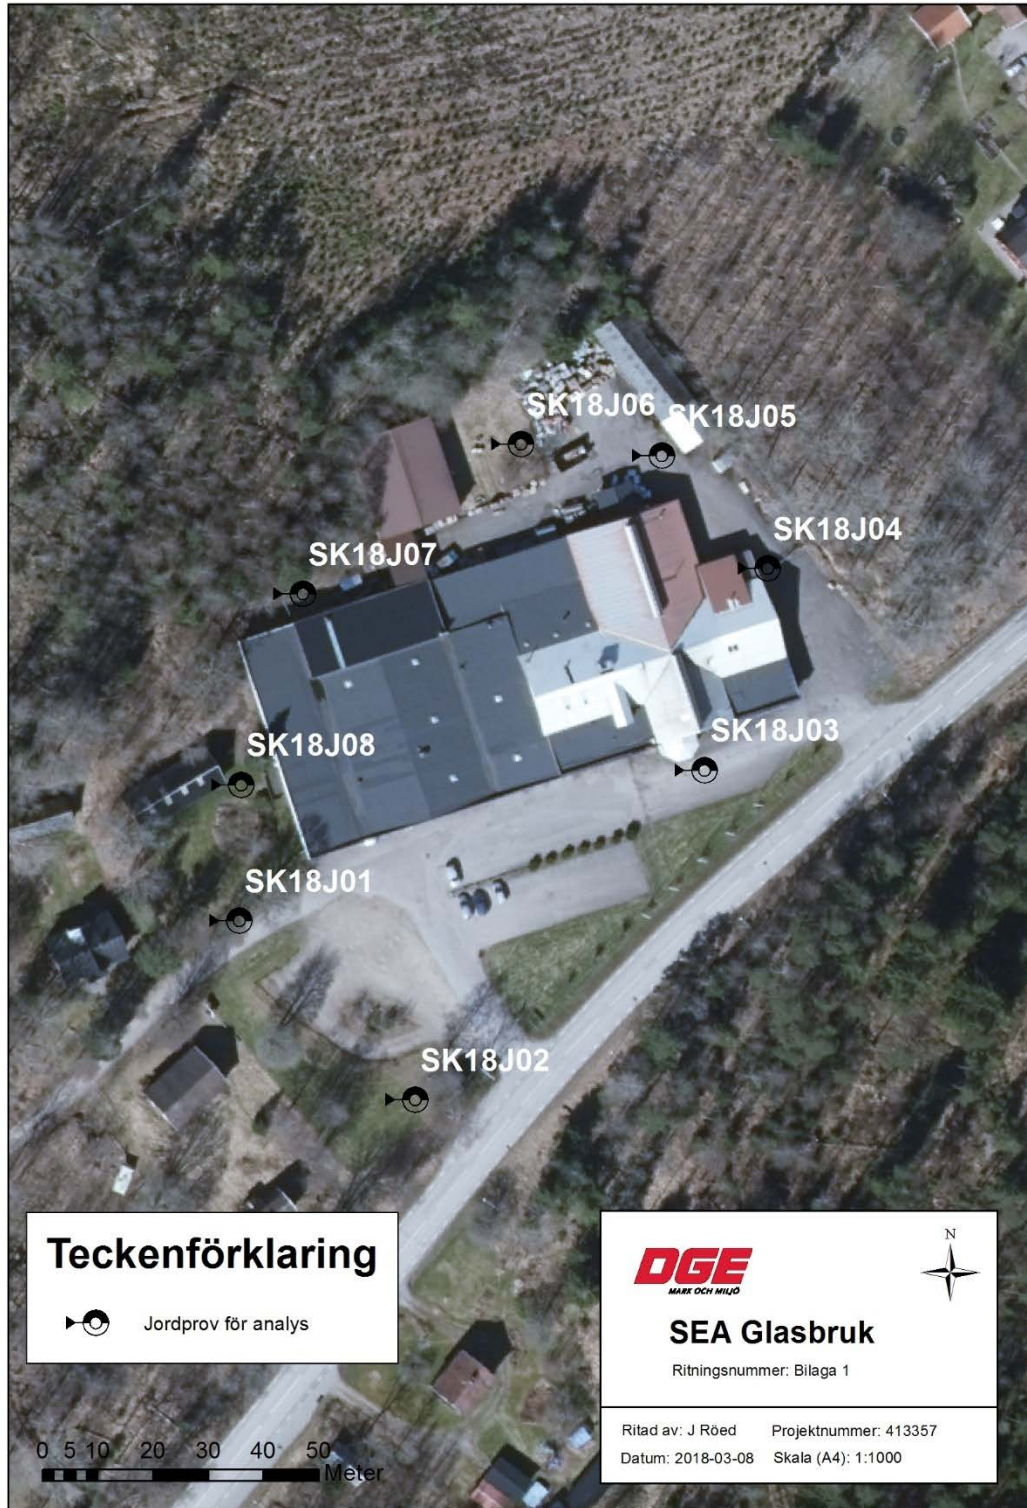 SK18J06
SK18J05
SK18J04
SK18J07
SK18J03
SK18J08
SK18J01
SK18J02
Teckenförklaring
Jordprov för analys
0 5 10 20 30 40 50
Meter
N
DGE
MARK OCH MILJÖ
SEA Glasbruk
Ritningsnummer: Bilaga 1
Ritad av: J Röed Projektnummer: 413357
Datum: 2018-03-08 Skala (A4): 1:1000